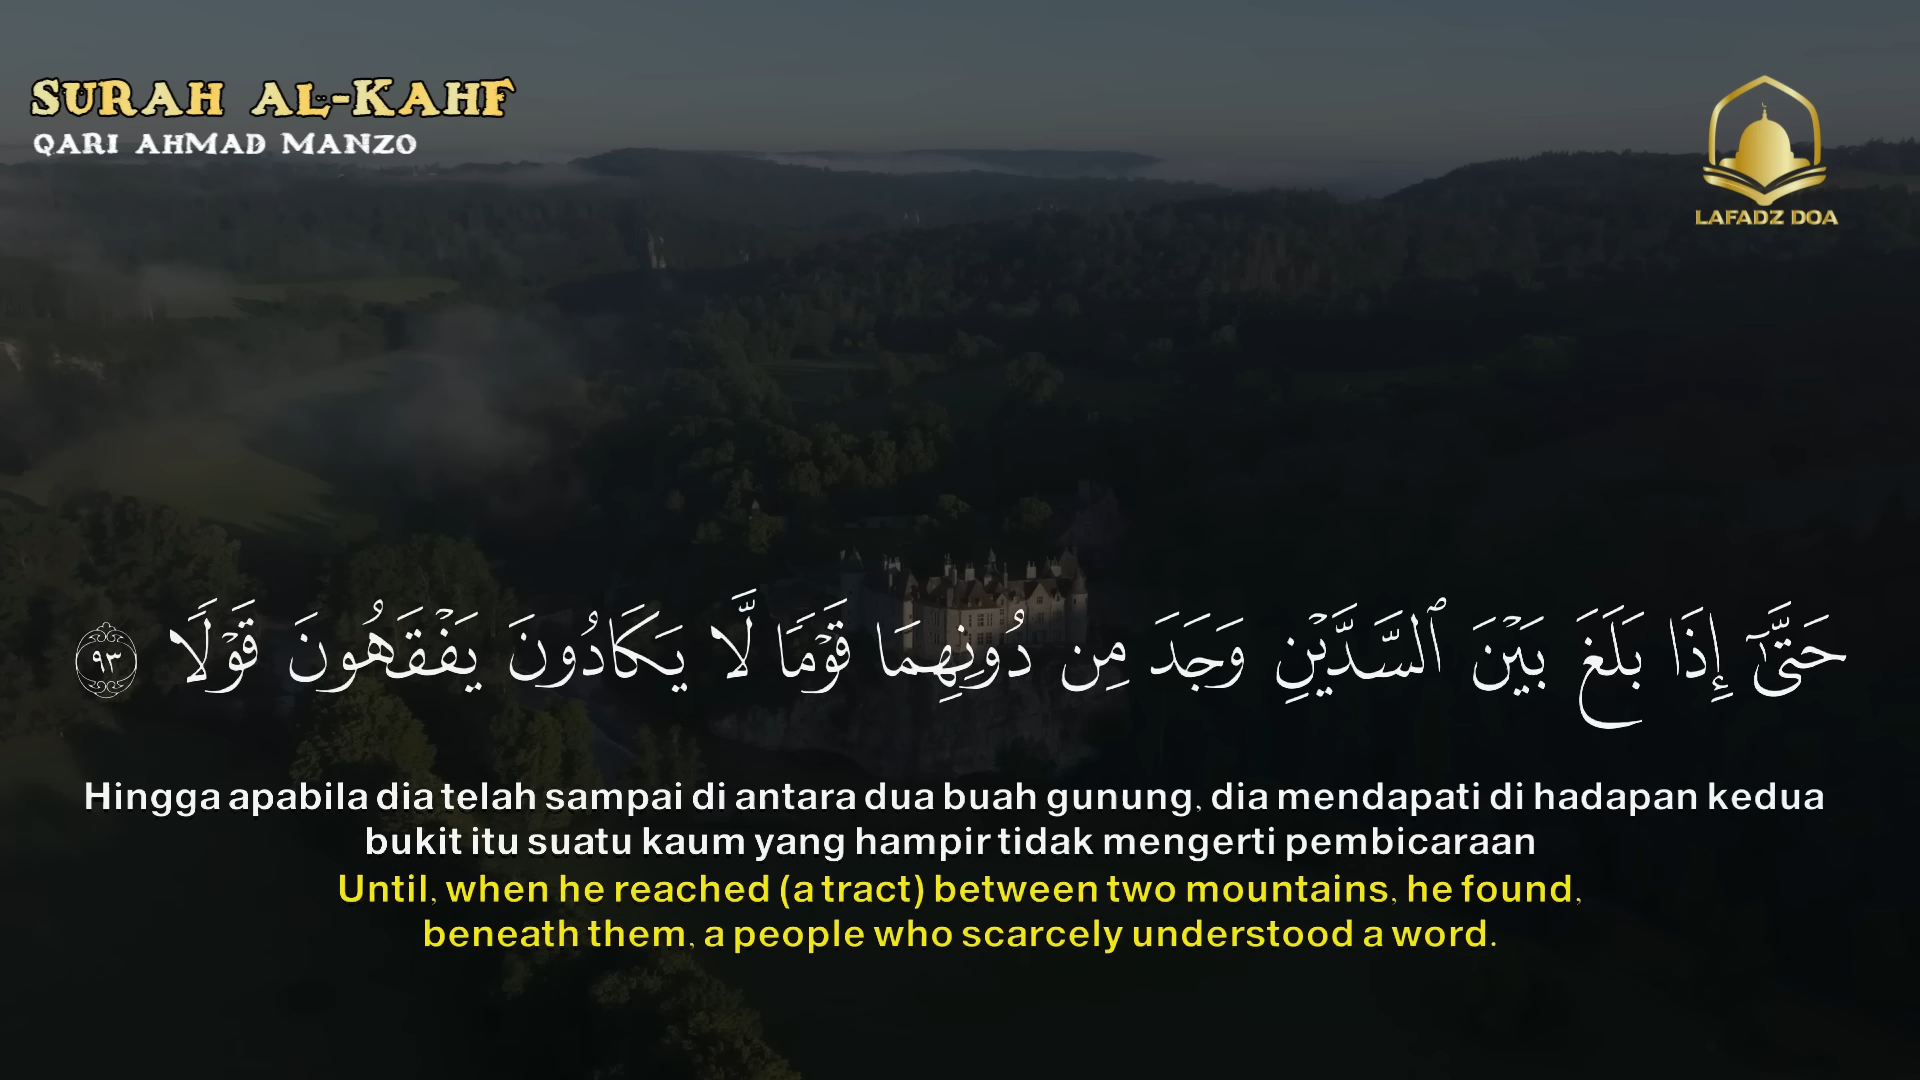 SURAH AL-KAHF
QARI AHMAD MANZO
LAFADZ DOA
حَتَّىٰٓ إِذَا بَلَغَ بَيْنَ ٱلسَّدَّيْنِ وَجَدَ مِن دُونِهِمَا قَوْمًا لَّا يَكَادُونَ يَفْقَهُونَ قَوْلًا ٩٣
Hingga apabila dia telah sampai di antara dua buah gunung, dia mendapati di hadapan kedua
bukit itu suatu kaum yang hampir tidak mengerti pembicaraan
Until, when he reached (a tract) between two mountains, he found,
beneath them, a people who scarcely understood a word.